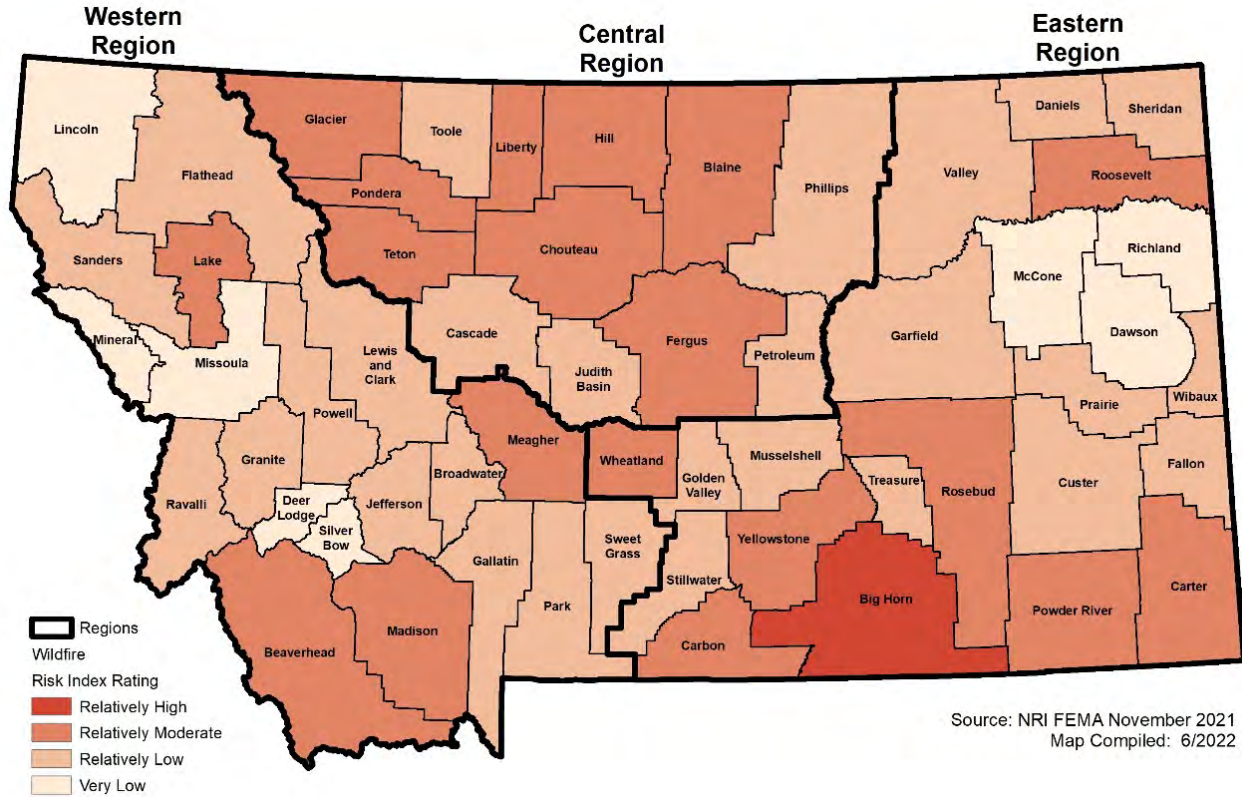 Western
Region
Central
Region
Eastern
Region
Lincoln
Flathead
Glacier
Toole
Liberty
Hill
Blaine
Phillips
Valley
Daniels
Sheridan
Roosevelt
Pondera
Teton
Chouteau
Sanders
Lake
McCone
Richland
Dawson
Mineral
Missoula
Cascade
Fergus
Petroleum
Garfield
Judith
Basin
Lewis
and
Clark
Powell
Prairie
Wibaux
Granite
Meagher
Wheatland
Golden
Valley
Musselshell
Treasure
Rosebud
Custer
Fallon
Ravalli
Deer
Lodge
Silver
Bow
Jefferson
Broadwater
Gallatin
Park
Sweet
Grass
Stillwater
Yellowstone
Big Horn
Powder River
Carter
Beaverhead
Madison
Carbon
Regions
Wildfire
Risk Index Rating
Relatively High
Relatively Moderate
Relatively Low
Very Low
Source: NRI FEMA November 2021
Map Compiled: 6/2022